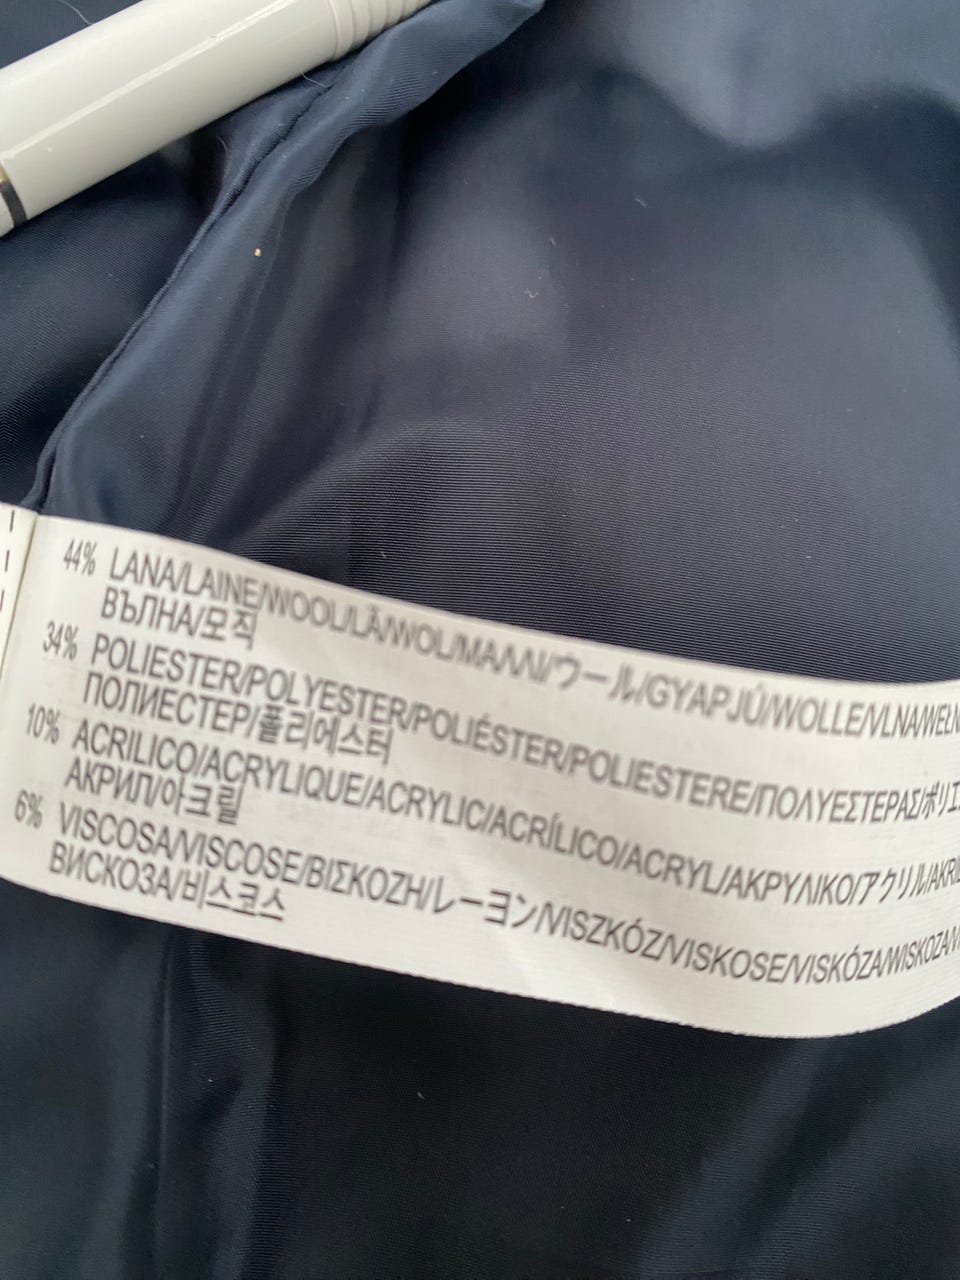 44% LANA/LAINE/WOOL/LÃ/WOL/ΜΑΛΛΙ/ウール/GYAPJÚ/WOLLE/VLNA/WEŁN
ВЪЛНА/모직
34% POLIESTER/POLYESTER/POLIÉSTER/POLIESTERE/ΠΟΛΥΕΣΤΕΡΑΣ/ポリエ
ПОЛИЕСТЕР/폴리에스터
10% ACRILICO/ACRYLIQUE/ACRYLIC/ACRÍLICO/ACRYL/ΑΚΡΥΛΙΚΟ/アクリル/AKRIL
АКРИЛ/아크릴
6% VISCOSA/VISCOSE/ΒΙΣΚΟΖΗ/レーヨン/VISZKÓZ/VISKOSE/VISKÓZA/WISKOZA/
ВИСКОЗА/비스코스